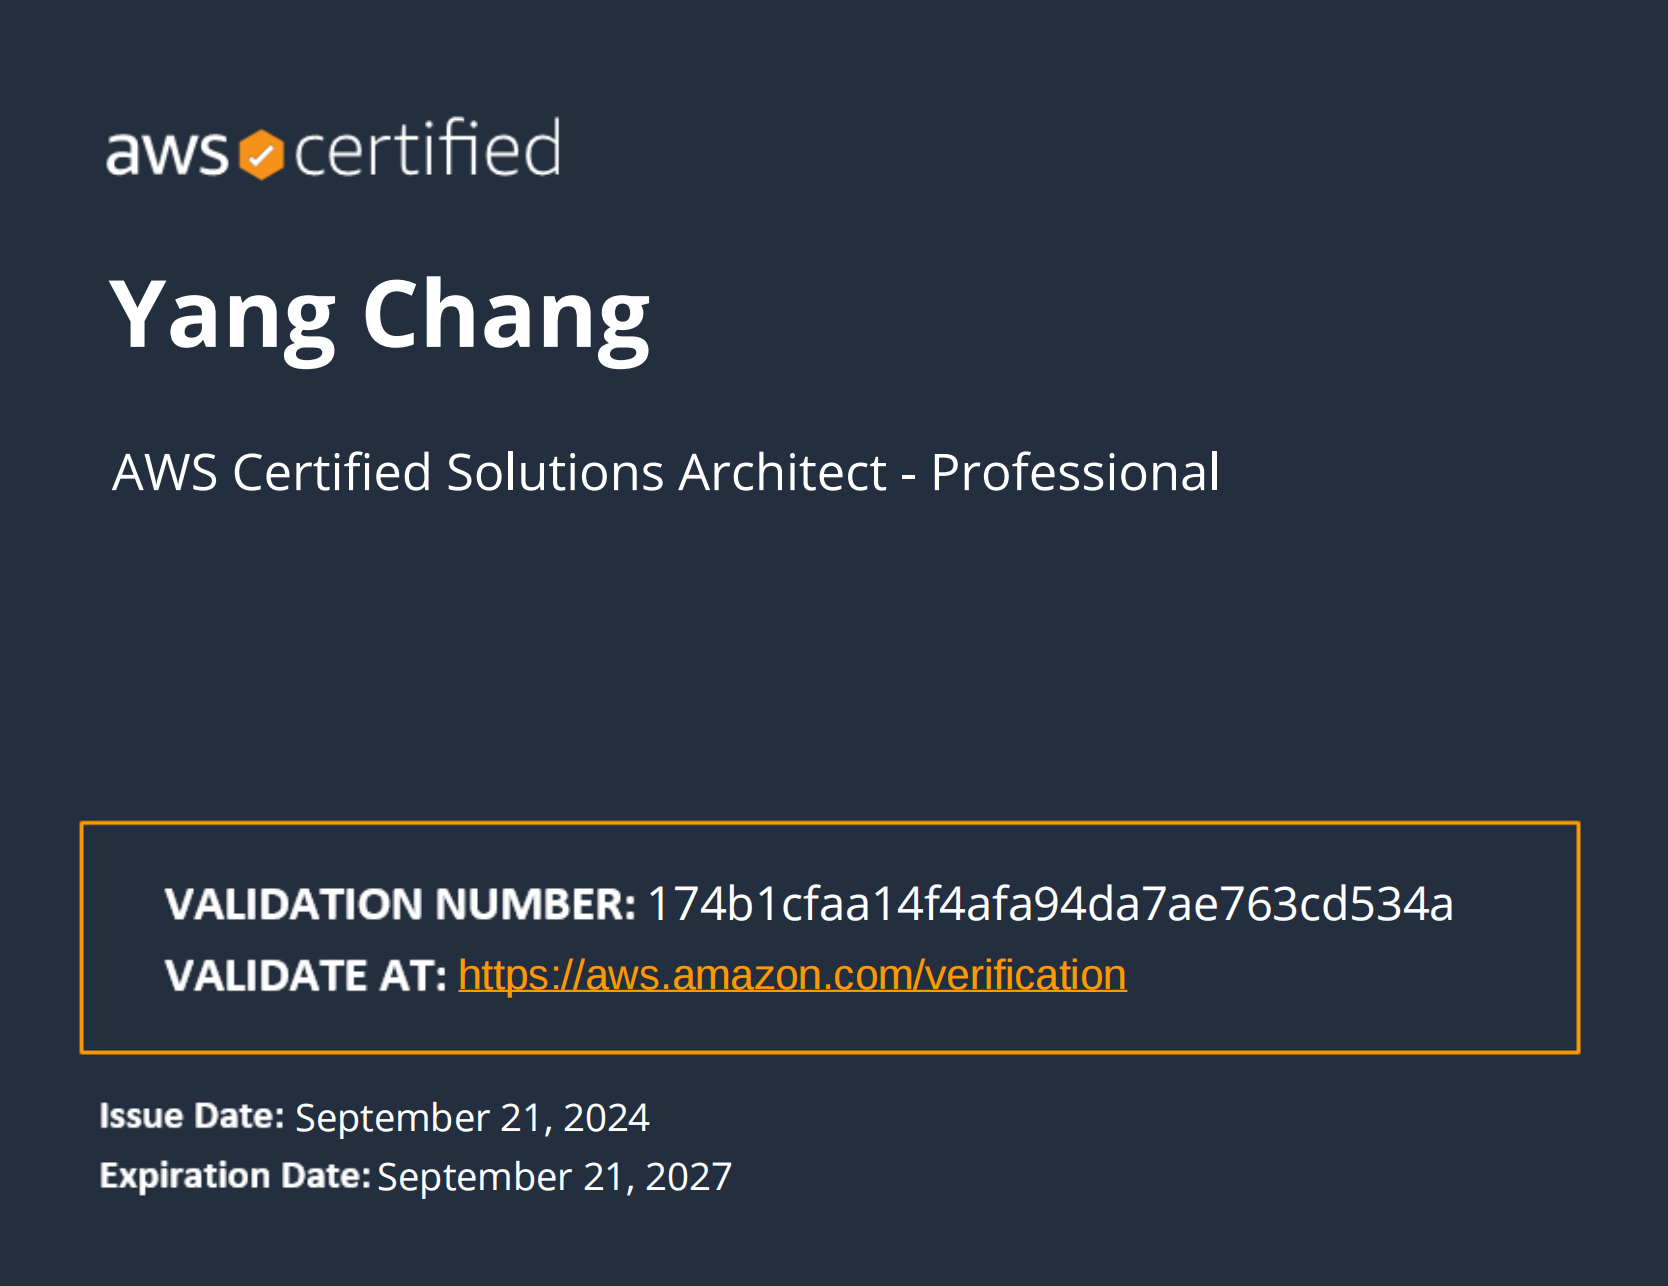 aws certified
Yang Chang
AWS Certified Solutions Architect - Professional
VALIDATION NUMBER: 174b1cfaa14f4afa94da7ae763cd534a
VALIDATE AT: https://aws.amazon.com/verification
Issue Date: September 21, 2024
Expiration Date: September 21, 2027